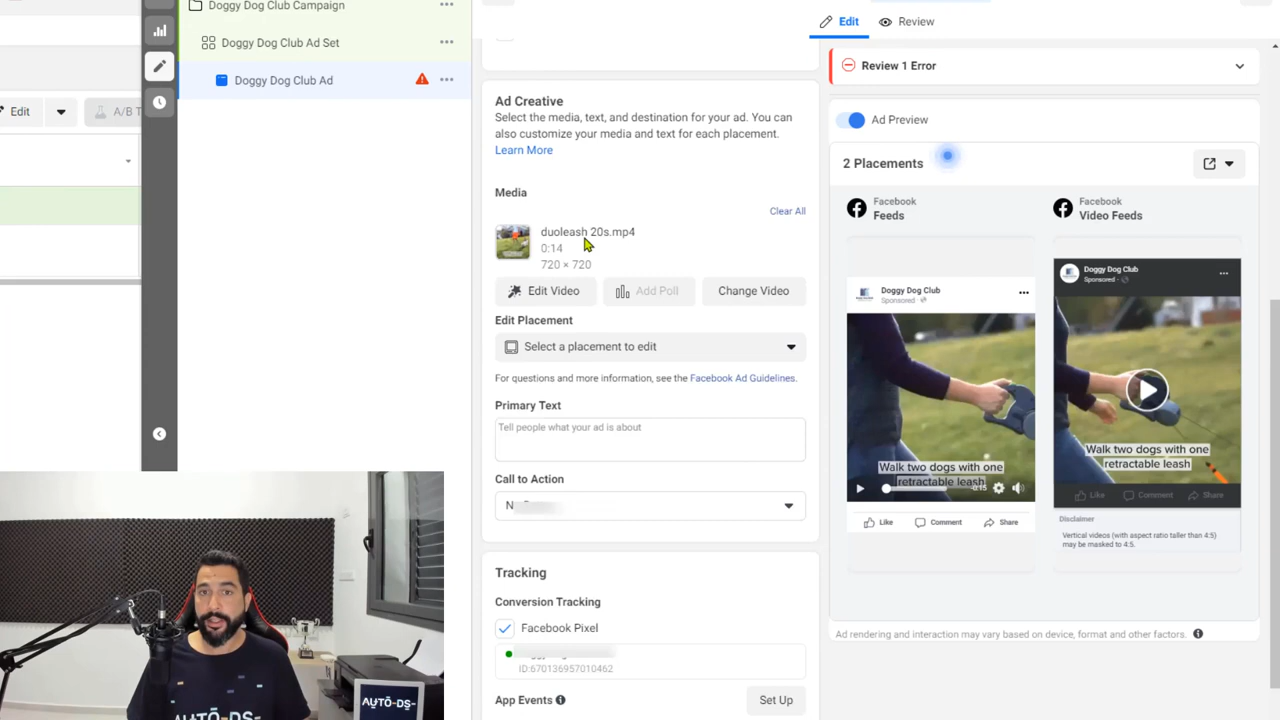 Doggy Dog Club Campaign
Doggy Dog Club Ad Set
Doggy Dog Club Ad
Edit
A/B T
Edit
Review
Review 1 Error
Ad Preview
2 Placements
Facebook
Feeds
Facebook
Video Feeds
Doggy Dog Club
Sponsored
Walk two dogs with one
retractable leash
Like
Comment
Share
Doggy Dog Club
Sponsored
Walk two dogs with one
retractable leash
Like
Comment
Share
Disclaimer
Vertical videos (with aspect ratio taller than 4:5)
may be masked to 4:5.
Ad rendering and interaction may vary based on device, format and other factors.
Ad Creative
Select the media, text, and destination for your ad. You can
also customize your media and text for each placement.
Learn More
Media
Clear All
duoleash 20s.mp4
0:14
720 × 720
Edit Video
Add Poll
Change Video
Edit Placement
Select a placement to edit
For questions and more information, see the Facebook Ad Guidelines.
Primary Text
Tell people what your ad is about
Call to Action
Tracking
Conversion Tracking
Facebook Pixel
ID:670136957010462
App Events
Set Up
AUTO-DS-
AUTO-DS-